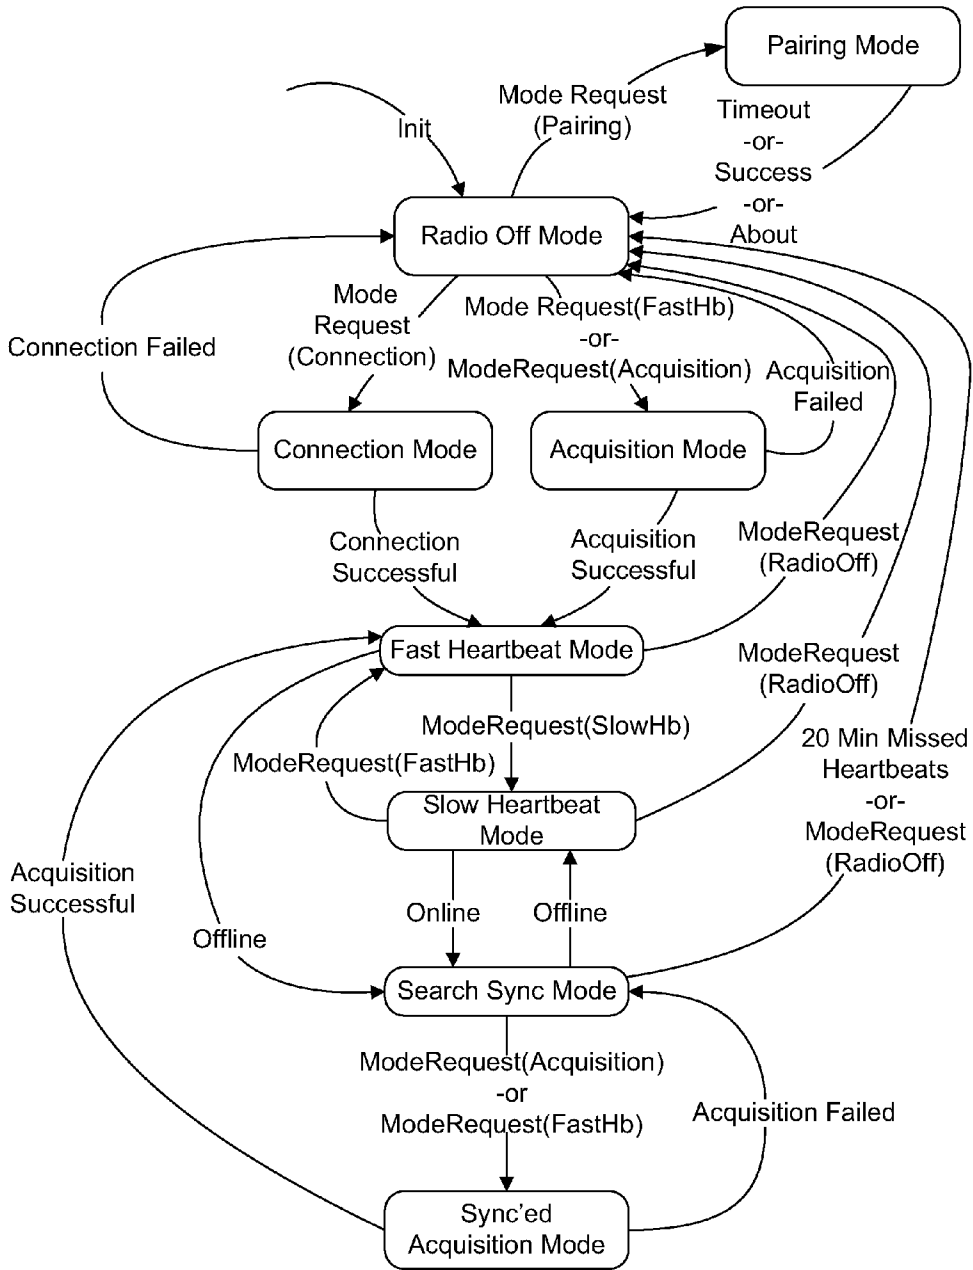 Pairing Mode
Mode Request
(Pairing)
Timeout
-or-
Success
-or-
About
Init
Radio Off Mode
Mode
Request
(Connection)
Mode Request(FastHb)
-or-
ModeRequest(Acquisition)
Connection Failed
Acquisition
Failed
Connection Mode
Acquisition Mode
Connection
Successful
Acquisition
Successful
ModeRequest
(RadioOff)
Fast Heartbeat Mode
ModeRequest
(RadioOff)
ModeRequest(SlowHb)
ModeRequest(FastHb)
20 Min Missed
Heartbeats
-or-
ModeRequest
(RadioOff)
Slow Heartbeat
Mode
Acquisition
Successful
Online
Offline
Offline
Search Sync Mode
ModeRequest(Acquisition)
-or
ModeRequest(FastHb)
Acquisition Failed
Sync'ed
Acquisition Mode